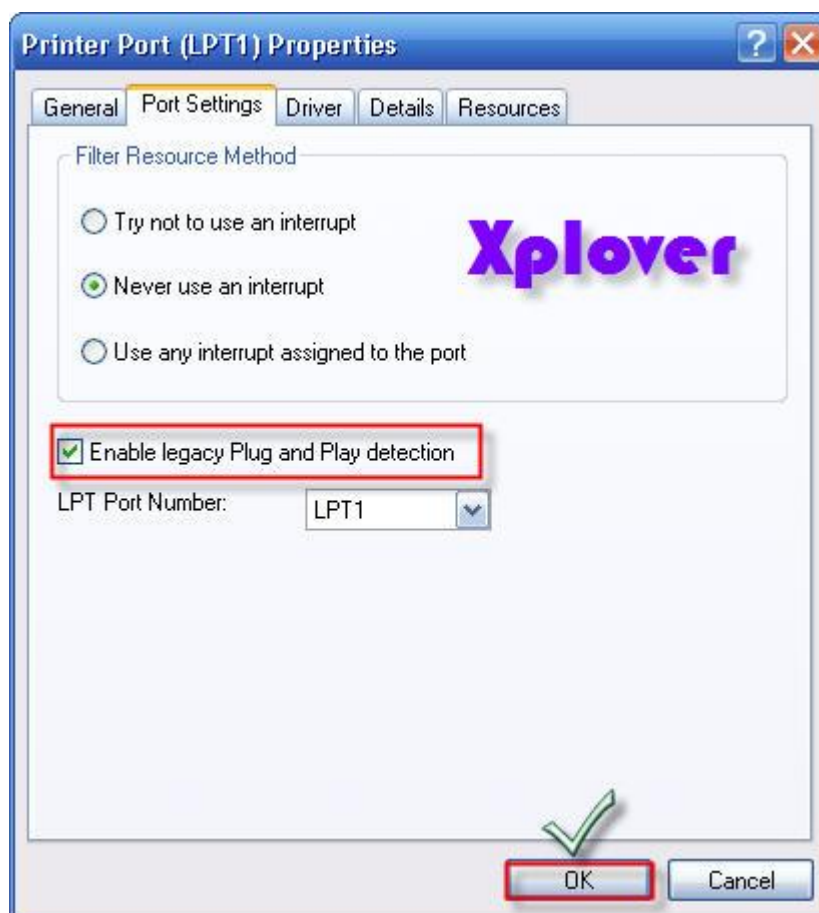 Printer Port (LPT1) Properties
General Port Settings Driver Details Resources
Filter Resource Method
Try not to use an interrupt
Xplover
Never use an interrupt
Use any interrupt assigned to the port
Enable legacy Plug and Play detection
LPT Port Number: LPT1
OK Cancel